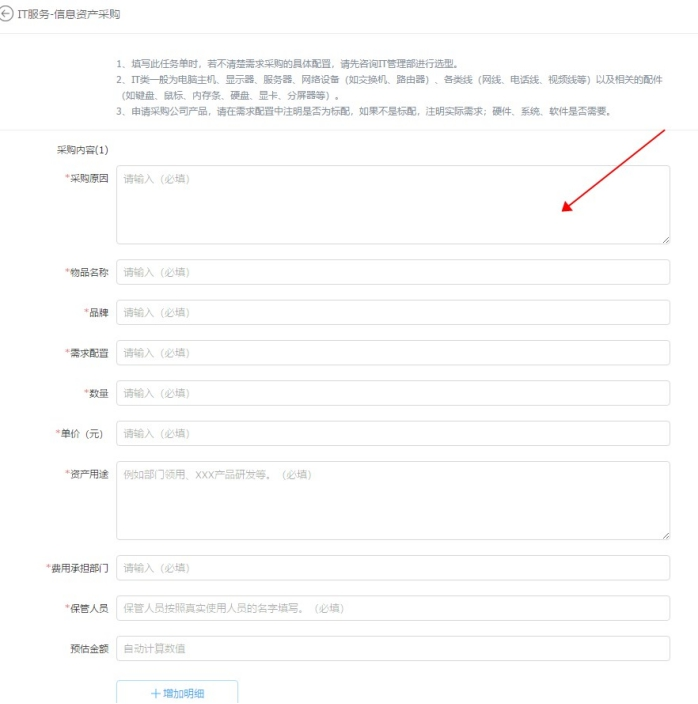 IT服务-信息资产采购
1、填写此任务单时，若不清楚需求采购的具体配置，请先咨询IT管理部进行选型。
2、IT类一般为电脑主机、显示器、服务器、网络设备（如交换机、路由器）、各类线（网线、电话线、视频线等）以及相关的配件
（如键盘、鼠标、内存条、硬盘、显卡、分屏器等）。
3、申请采购公司产品，请在需求配置中注明是否为标配，如果不是标配，注明实际需求；硬件、系统、软件是否需要。
采购内容(1)
*采购原因 请输入（必填）
*物品名称 请输入（必填）
*品牌 请输入（必填）
*需求配置 请输入（必填）
*数量 请输入（必填）
*单价（元） 请输入（必填）
*资产用途 例如部门领用、XXX产品研发等。（必填）
*费用承担部门 请输入（必填）
*保管人员 保管人员按照真实使用人员的名字填写。（必填）
预估金额 自动计算数值
＋增加明细